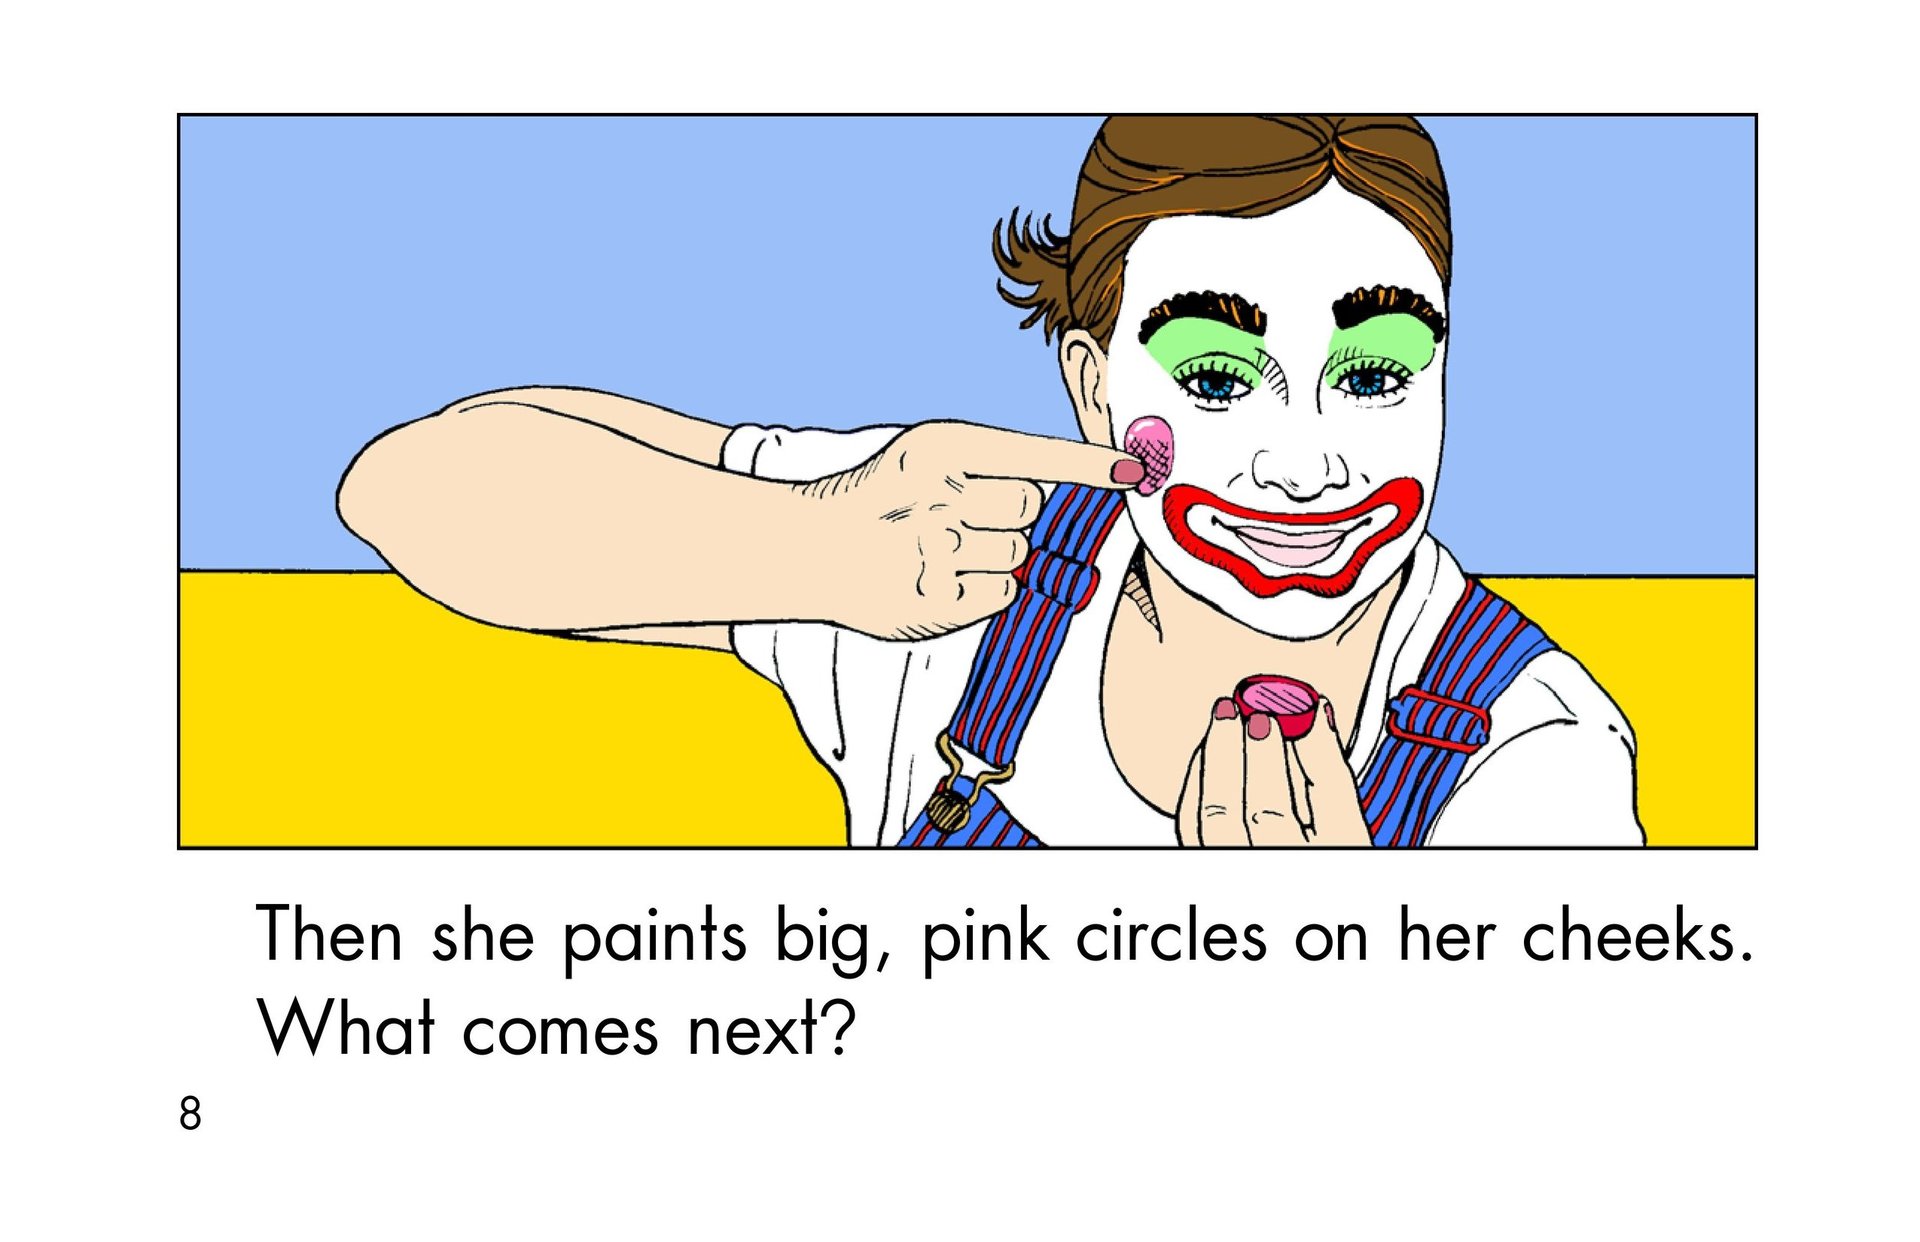 Then she paints big, pink circles on her cheeks.
What comes next?
8